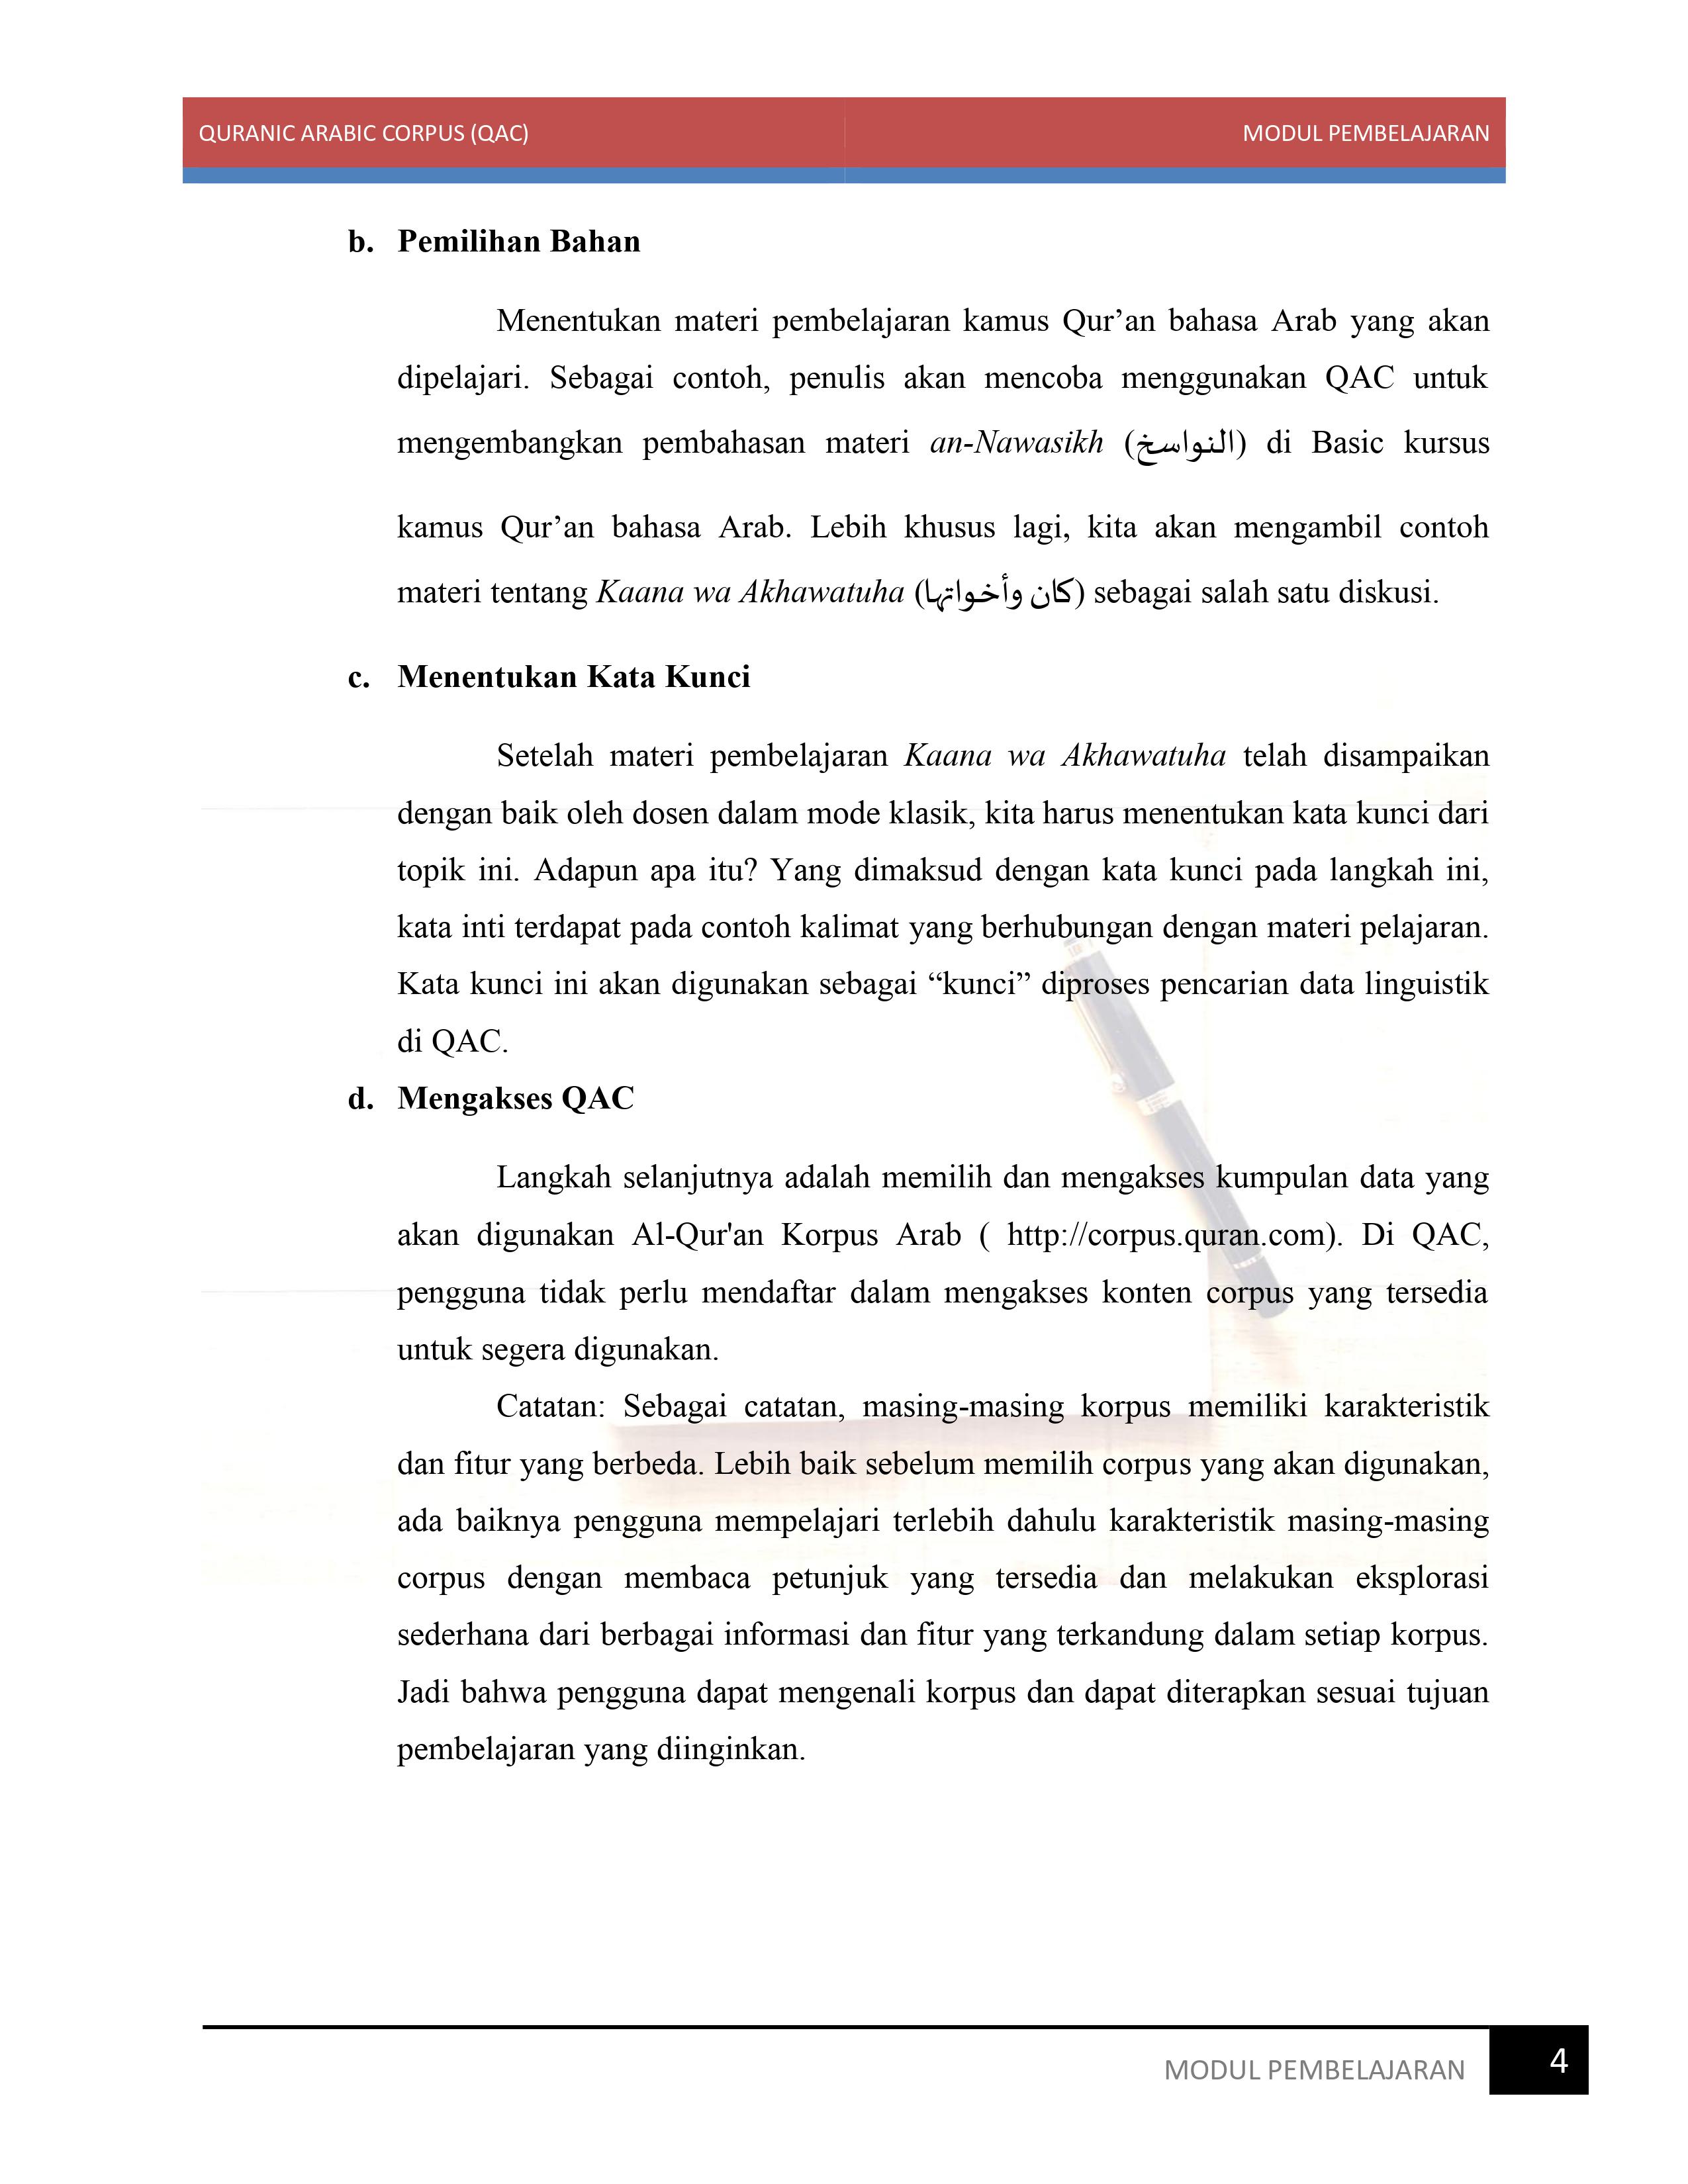 QURANIC ARABIC CORPUS (QAC) MODUL PEMBELAJARAN
b. Pemilihan Bahan
Menentukan materi pembelajaran kamus Qur’an bahasa Arab yang akan
dipelajari. Sebagai contoh, penulis akan mencoba menggunakan QAC untuk
mengembangkan pembahasan materi an-Nawasikh (النواسخ) di Basic kursus
kamus Qur’an bahasa Arab. Lebih khusus lagi, kita akan mengambil contoh
materi tentang Kaana wa Akhawatuha (كان وأخواتها) sebagai salah satu diskusi.
c. Menentukan Kata Kunci
Setelah materi pembelajaran Kaana wa Akhawatuha telah disampaikan
dengan baik oleh dosen dalam mode klasik, kita harus menentukan kata kunci dari
topik ini. Adapun apa itu? Yang dimaksud dengan kata kunci pada langkah ini,
kata inti terdapat pada contoh kalimat yang berhubungan dengan materi pelajaran.
Kata kunci ini akan digunakan sebagai “kunci” diproses pencarian data linguistik
di QAC.
d. Mengakses QAC
Langkah selanjutnya adalah memilih dan mengakses kumpulan data yang
akan digunakan Al-Qur'an Korpus Arab ( http://corpus.quran.com). Di QAC,
pengguna tidak perlu mendaftar dalam mengakses konten corpus yang tersedia
untuk segera digunakan.
Catatan: Sebagai catatan, masing-masing korpus memiliki karakteristik
dan fitur yang berbeda. Lebih baik sebelum memilih corpus yang akan digunakan,
ada baiknya pengguna mempelajari terlebih dahulu karakteristik masing-masing
corpus dengan membaca petunjuk yang tersedia dan melakukan eksplorasi
sederhana dari berbagai informasi dan fitur yang terkandung dalam setiap korpus.
Jadi bahwa pengguna dapat mengenali korpus dan dapat diterapkan sesuai tujuan
pembelajaran yang diinginkan.
MODUL PEMBELAJARAN 4